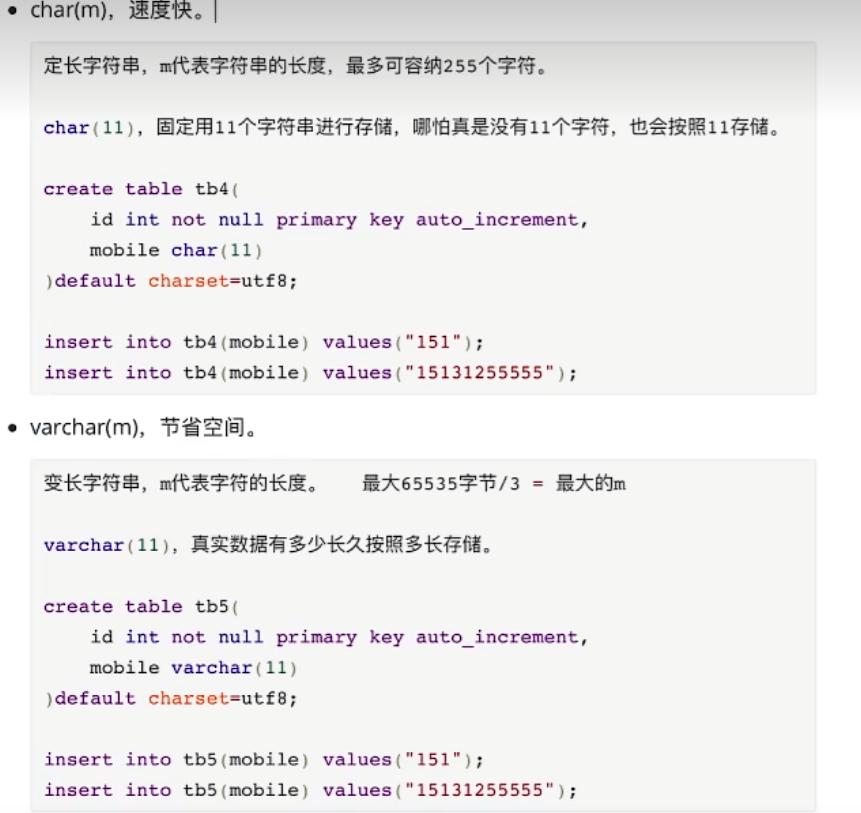 char(m)，速度快。
定长字符串，m代表字符串的长度，最多可容纳255个字符。
char(11)，固定用11个字符串进行存储，哪怕真是没有11个字符，也会按照11存储。
create table tb4(
    id int not null primary key auto_increment,
    mobile char(11)
)default charset=utf8;
insert into tb4(mobile) values("151");
insert into tb4(mobile) values("15131255555");
varchar(m)，节省空间。
变长字符串，m代表字符的长度。   最大65535字节/3 = 最大的m
varchar(11)，真实数据有多少长久按照多长存储。
create table tb5(
    id int not null primary key auto_increment,
    mobile varchar(11)
)default charset=utf8;
insert into tb5(mobile) values("151");
insert into tb5(mobile) values("15131255555");